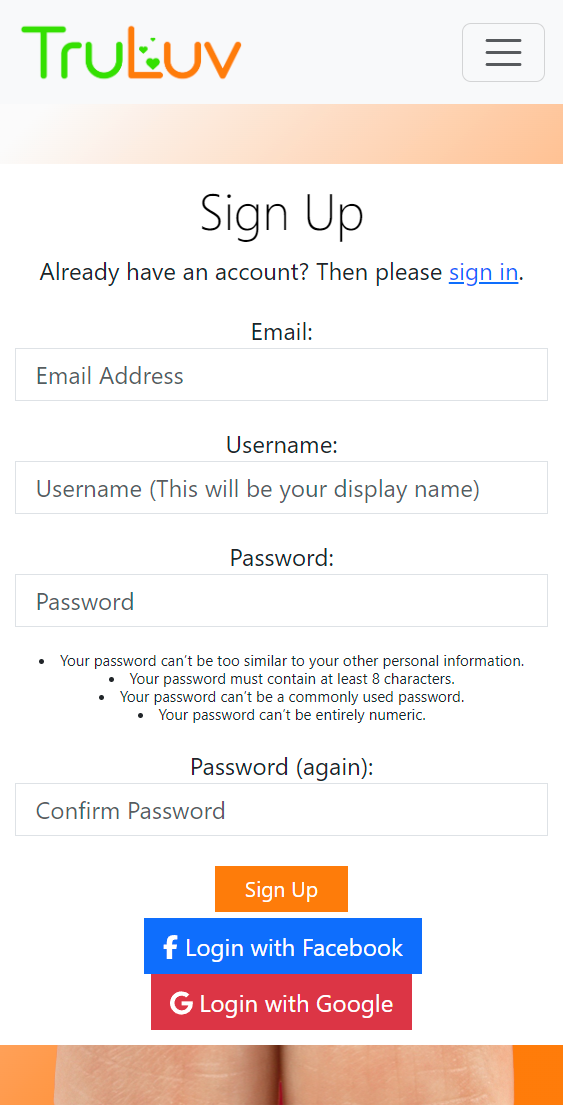 TruLuv
Sign Up
Already have an account? Then please sign in.
Email:
Email Address
Username:
Username (This will be your display name)
Password:
Password
• Your password can’t be too similar to your other personal information.
• Your password must contain at least 8 characters.
• Your password can’t be a commonly used password.
• Your password can’t be entirely numeric.
Password (again):
Confirm Password
Sign Up
Login with Facebook
Login with Google